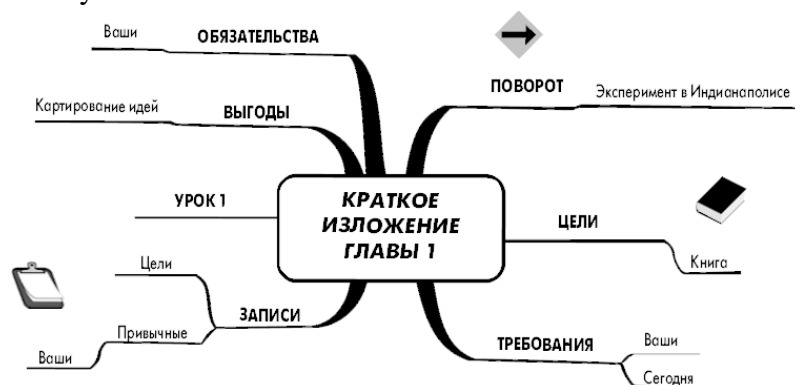 Ваши
ОБЯЗАТЕЛЬСТВА
ПОВОРОТ
Эксперимент в Индианаполисе
Картирование идей
ВЫГОДЫ
УРОК 1
КРАТКОЕ
ИЗЛОЖЕНИЕ
ГЛАВЫ 1
ЦЕЛИ
Книга
Цели
ЗАПИСИ
Привычные
Ваши
ТРЕБОВАНИЯ
Ваши
Сегодня